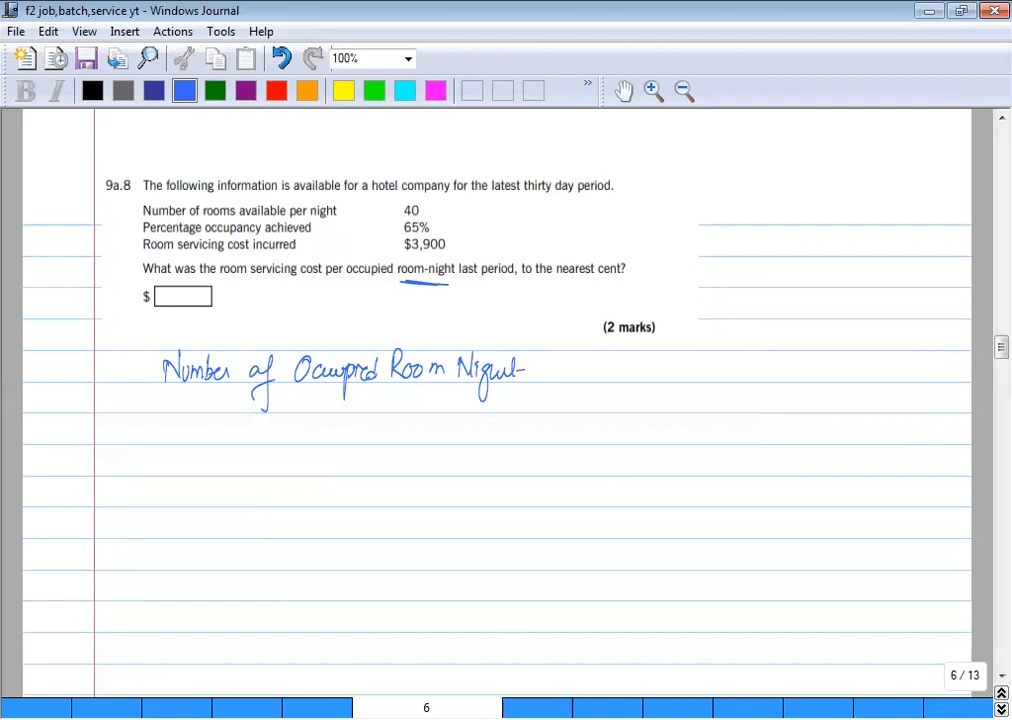 f2 job,batch,service yt - Windows Journal
File Edit View Insert Actions Tools Help
100%
B I
9a.8 The following information is available for a hotel company for the latest thirty day period.
Number of rooms available per night 40
Percentage occupancy achieved 65%
Room servicing cost incurred $3,900
What was the room servicing cost per occupied room-night last period, to the nearest cent?
$
(2 marks)
Number of Occupied Room Night
6 / 13
6